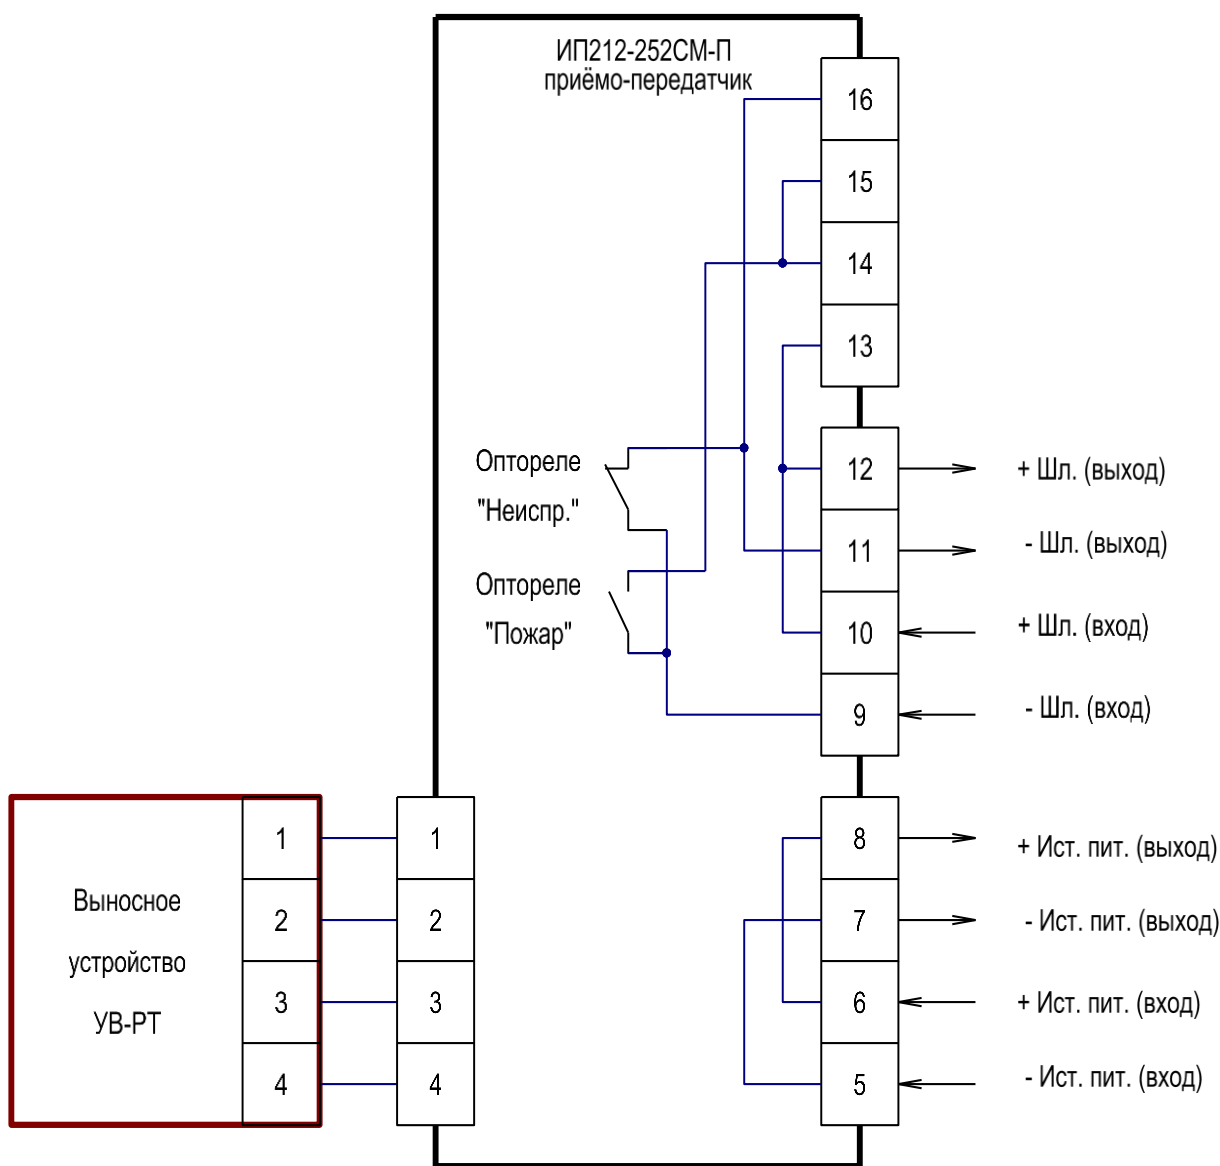 ИП212-252СМ-П
приёмо-передатчик
16
15
14
13
Оптореле
"Неиспр."
12
+ Шл. (выход)
11
- Шл. (выход)
Оптореле
"Пожар"
10
+ Шл. (вход)
9
- Шл. (вход)
Выносное
устройство
УВ-РТ
1
2
3
4
1
2
3
4
8
+ Ист. пит. (выход)
7
- Ист. пит. (выход)
6
+ Ист. пит. (вход)
5
- Ист. пит. (вход)